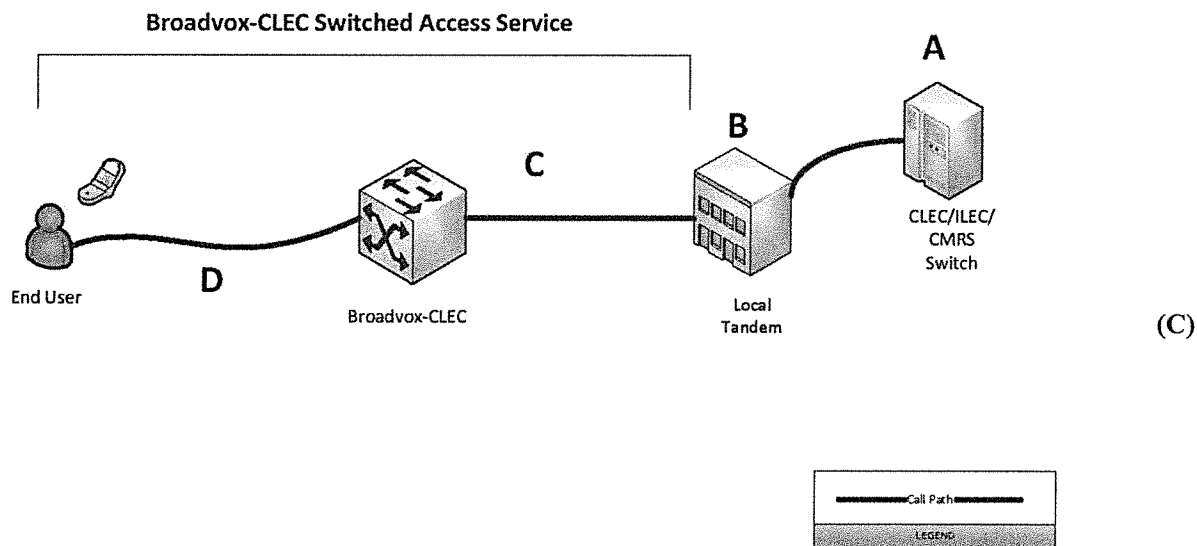 Broadvox-CLEC Switched Access Service
A
B
C
CLEC/ILEC/
CMRS
Switch
D
End User
Broadvox-CLEC
Local
Tandem
(C)
Call Path
LEGEND